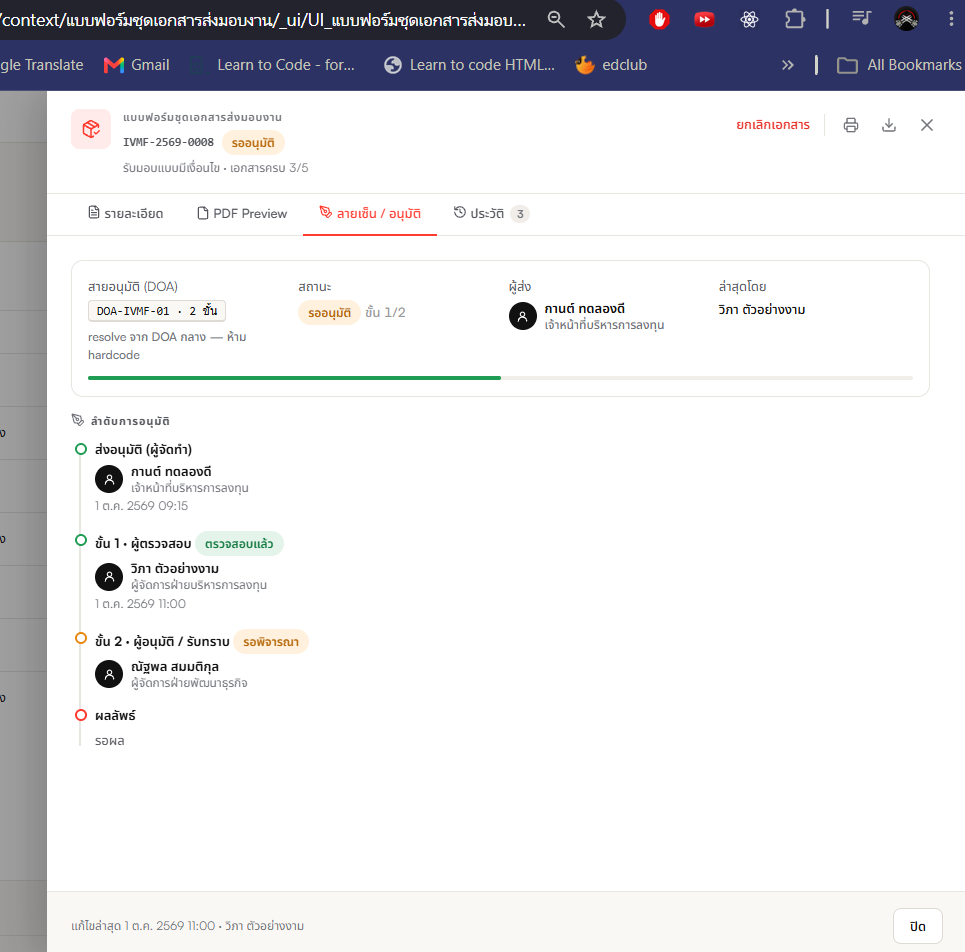 /context/แบบฟอร์มชุดเอกสารส่งมอบงาน/_ui/UI_แบบฟอร์มชุดเอกสารส่งมอบ...
gle Translate
Gmail
Learn to Code - for...
Learn to code HTML...
edclub
All Bookmarks
แบบฟอร์มชุดเอกสารส่งมอบงาน
IVMF-2569-0008 รออนุมัติ
รับมอบแบบมีเงื่อนไข • เอกสารครบ 3/5
ยกเลิกเอกสาร
รายละเอียด
PDF Preview
ลายเซ็น / อนุมัติ
ประวัติ 3
สายอนุมัติ (DOA)
DOA-IVMF-01 · 2 ขั้น
resolve จาก DOA กลาง — ห้าม
hardcode
สถานะ
รออนุมัติ ขั้น 1/2
ผู้ส่ง
กานต์ ทดลองดี
เจ้าหน้าที่บริหารการลงทุน
ล่าสุดโดย
วิภา ตัวอย่างงาม
ลำดับการอนุมัติ
ส่งอนุมัติ (ผู้จัดทำ)
กานต์ ทดลองดี
เจ้าหน้าที่บริหารการลงทุน
1 ต.ค. 2569 09:15
ขั้น 1 • ผู้ตรวจสอบ ตรวจสอบแล้ว
วิภา ตัวอย่างงาม
ผู้จัดการฝ่ายบริหารการลงทุน
1 ต.ค. 2569 11:00
ขั้น 2 • ผู้อนุมัติ / รับทราบ รอพิจารณา
ณัฐพล สมมติกุล
ผู้จัดการฝ่ายพัฒนาธุรกิจ
ผลลัพธ์
รอผล
แก้ไขล่าสุด 1 ต.ค. 2569 11:00 • วิภา ตัวอย่างงาม
ปิด